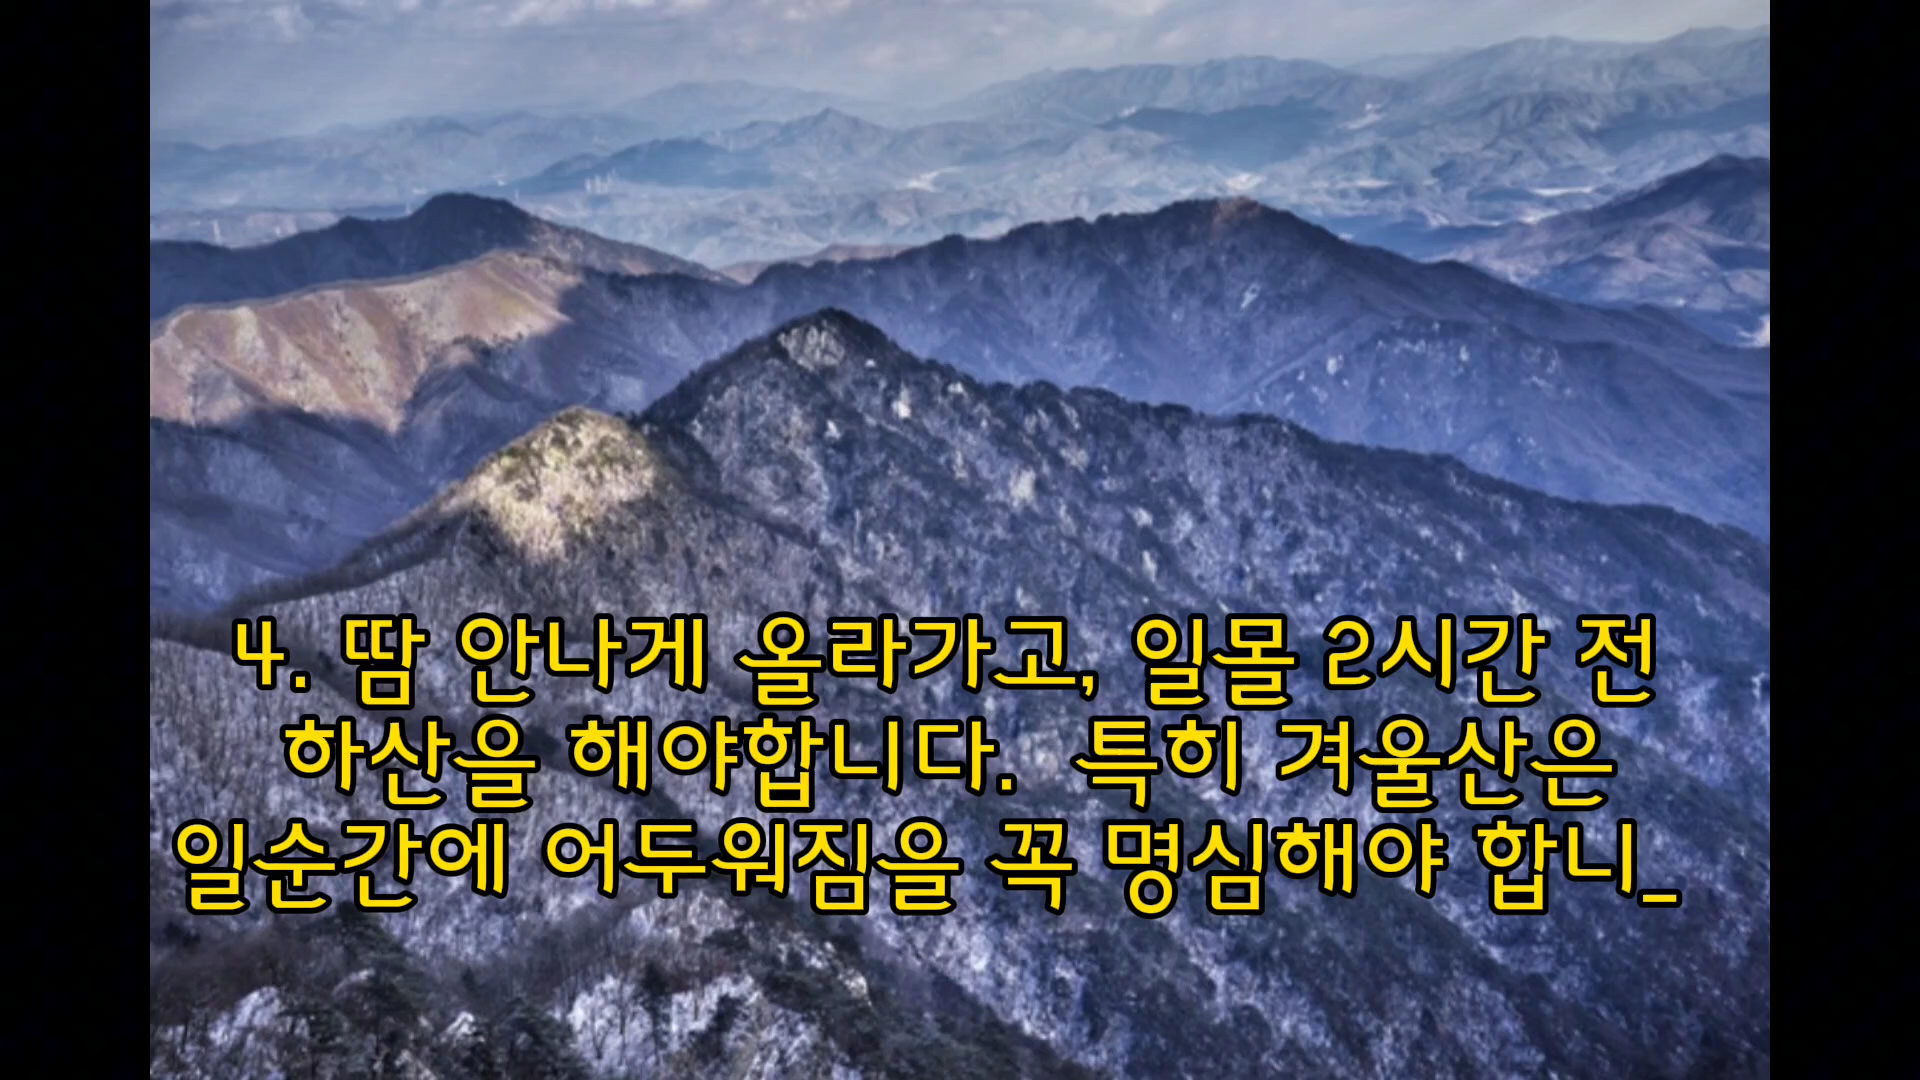 4. 땀 안나게 올라가고, 일몰 2시간 전
하산을 해야합니다.  특히 겨울산은
일순간에 어두워짐을 꼭 명심해야 합니_